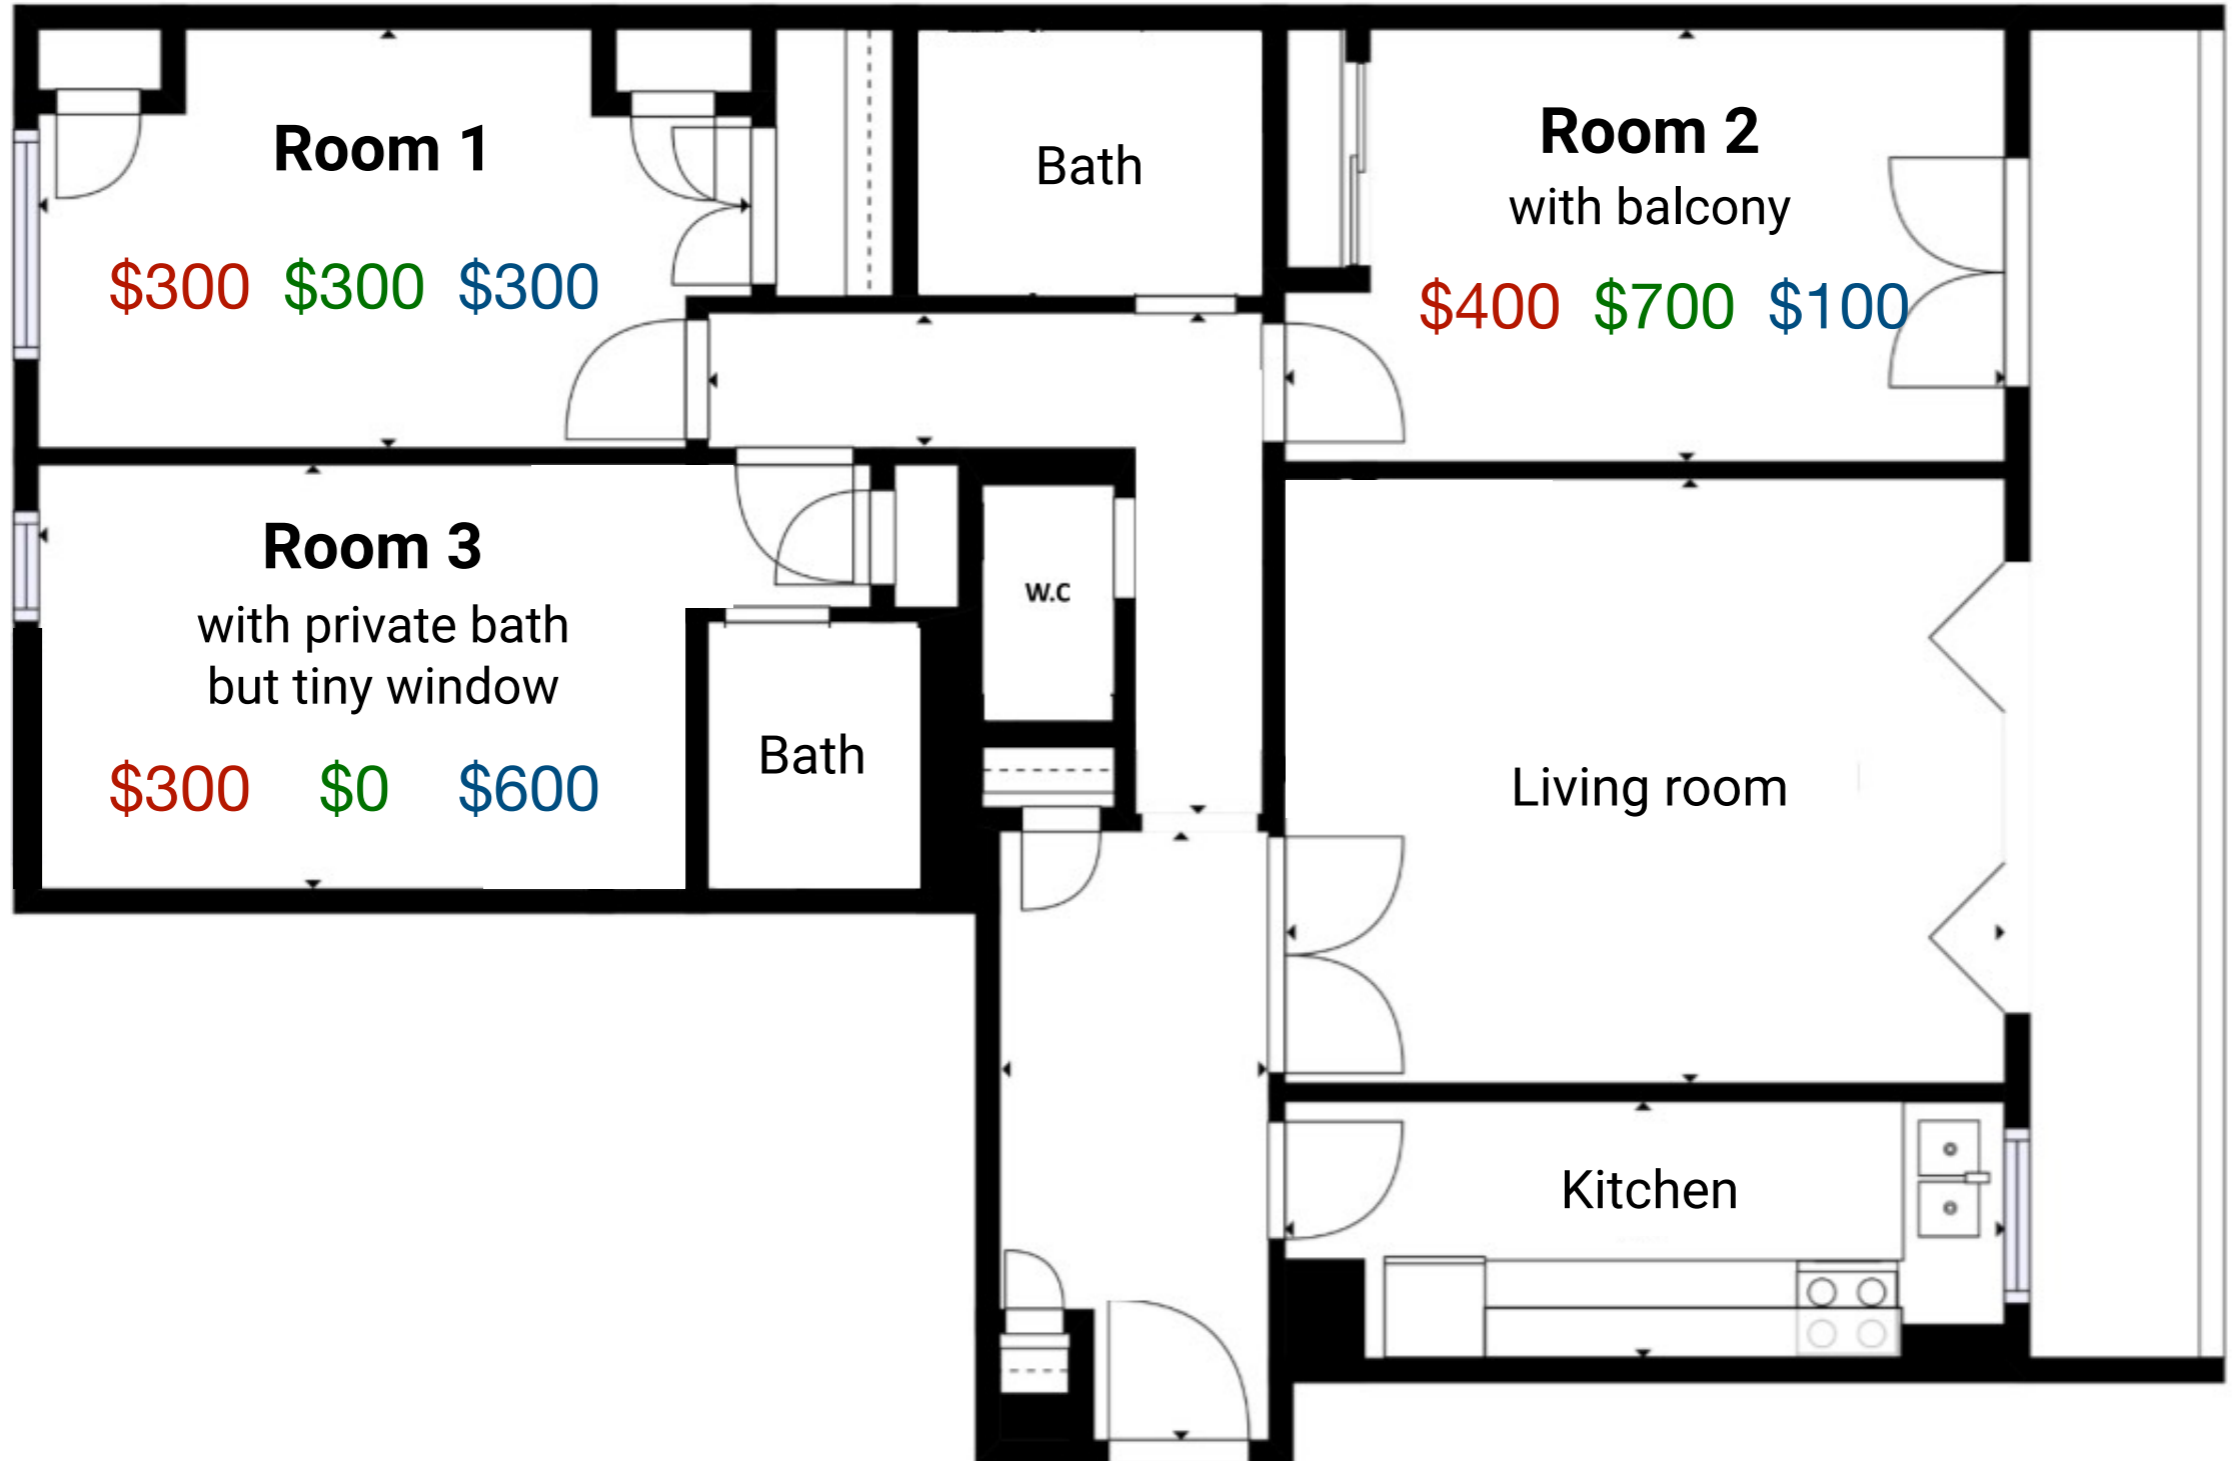 Room 1
$300 $300 $300
Bath
Room 2
with balcony
$400 $700 $100
Room 3
with private bath
but tiny window
$300 $0 $600
Bath
w.c
Living room
Kitchen